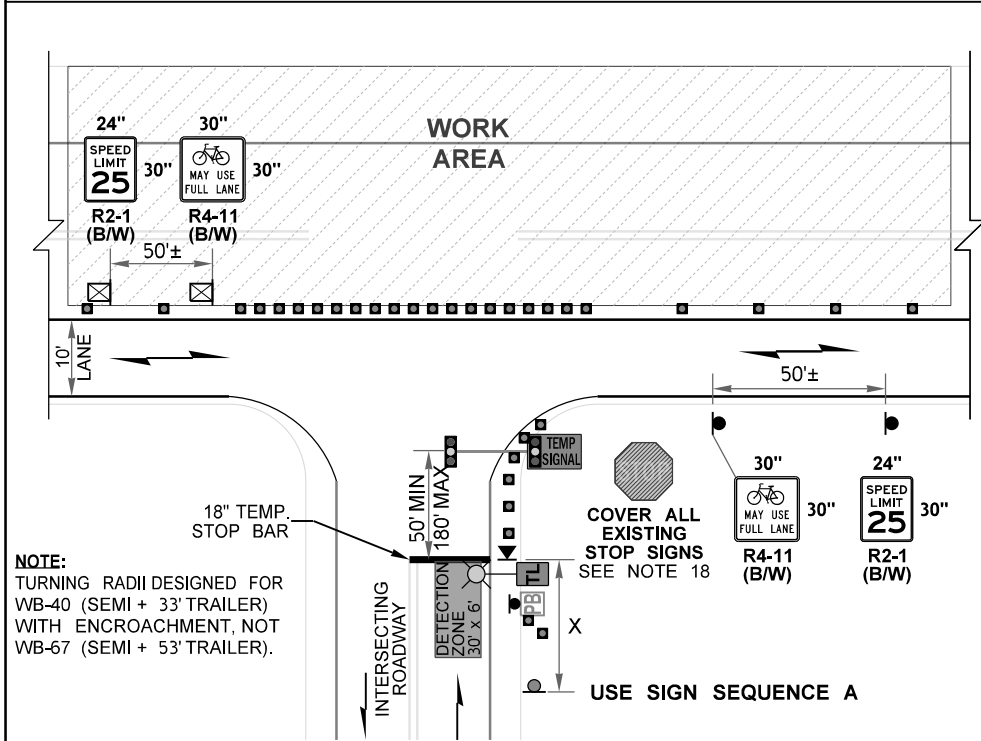 WORK
AREA
24"
30"
SPEED
LIMIT
25
30"
MAY USE
FULL LANE
30"
R2-1
(B/W)
R4-11
(B/W)
50'±
10'
LANE
50'±
TEMP
SIGNAL
STOP
50' MIN
180' MAX
18" TEMP.
STOP BAR
COVER ALL
EXISTING
STOP SIGNS
SEE NOTE 18
30"
24"
MAY USE
FULL LANE
30"
SPEED
LIMIT
25
30"
R4-11
(B/W)
R2-1
(B/W)
NOTE:
TURNING RADII DESIGNED FOR
WB-40 (SEMI + 33' TRAILER)
WITH ENCROACHMENT, NOT
WB-67 (SEMI + 53' TRAILER).
DETECTION
ZONE
30' x 6'
TL
PB
X
INTERSECTING
ROADWAY
USE SIGN SEQUENCE A